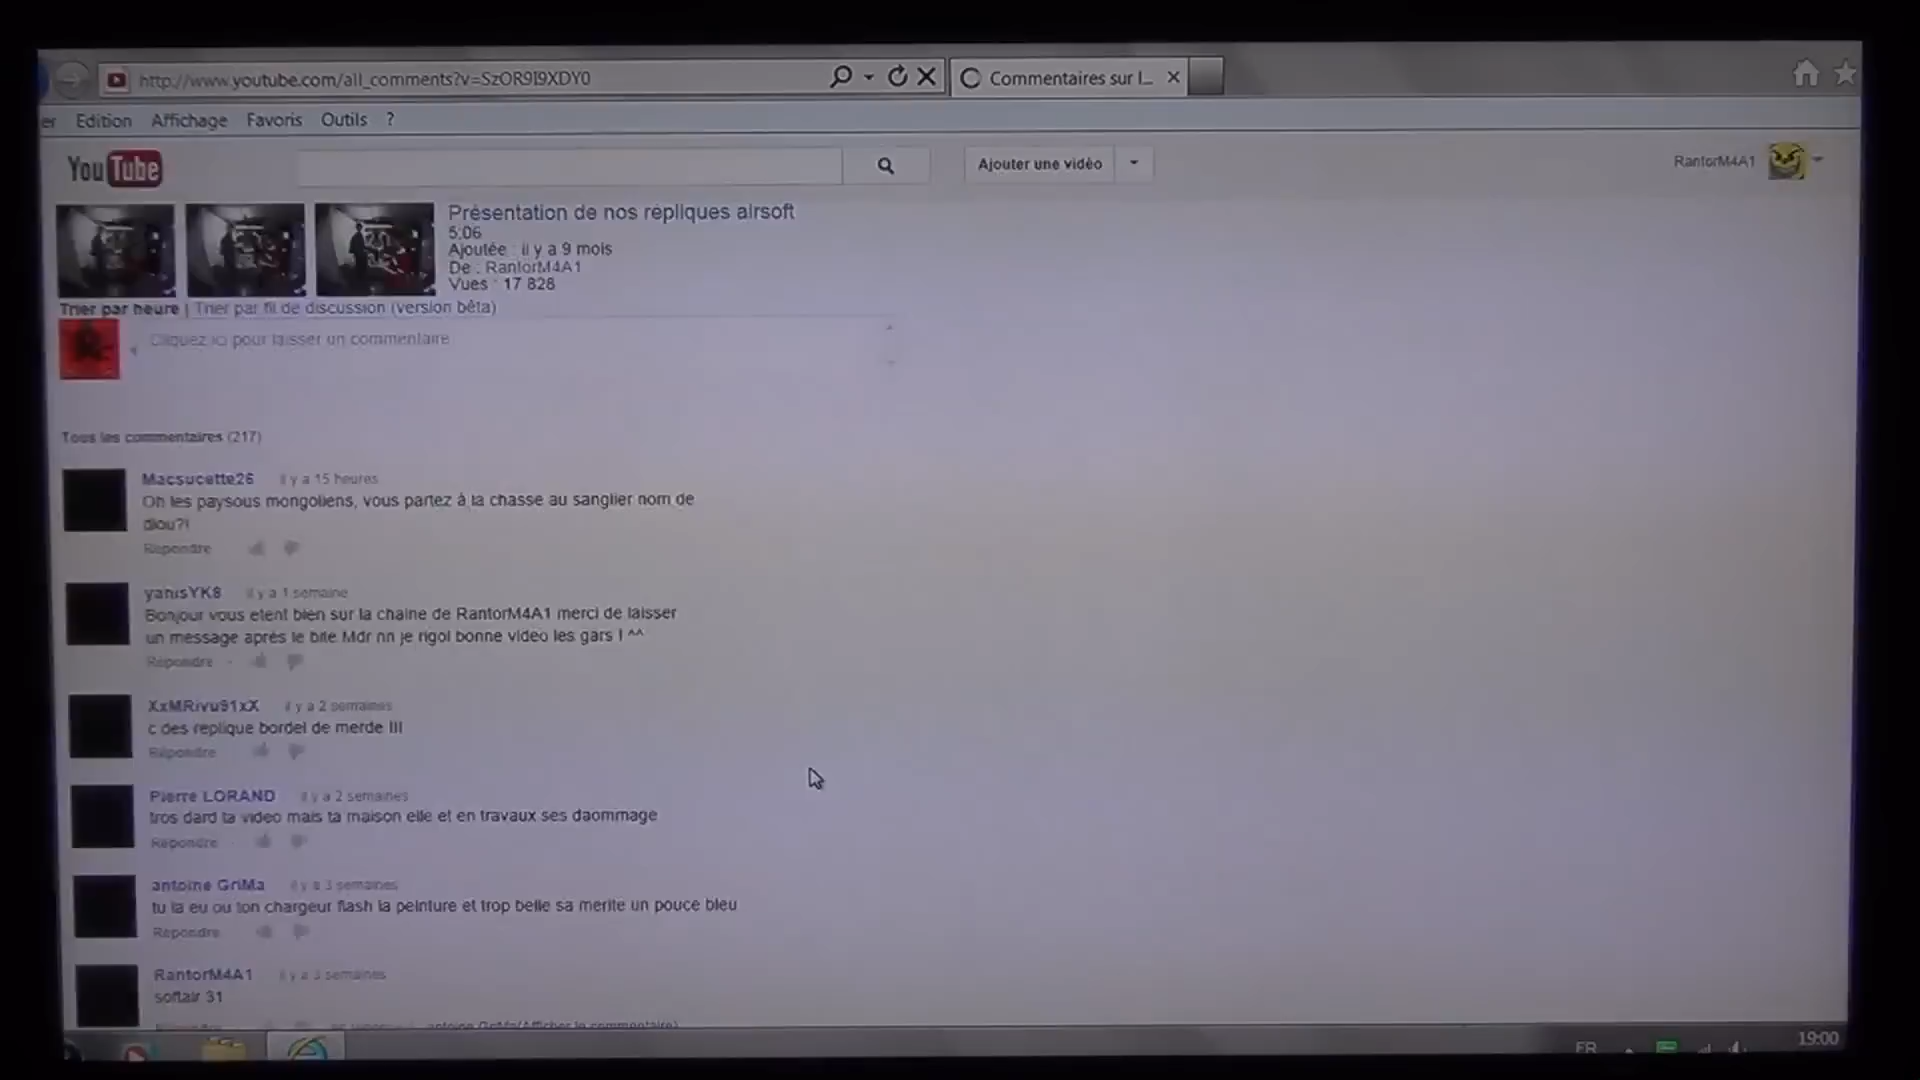 http://www.youtube.com/all_comments?v=SzOR9I9XDY0
Commentaires sur l...
er Edition Affichage Favoris Outils ?
YouTube
Ajouter une vidéo
RantorM4A1
Présentation de nos répliques airsoft
5:06
Ajoutée : il y a 9 mois
De : RantorM4A1
Vues : 17 828
Trier par heure | Trier par fil de discussion (version bêta)
Cliquez ici pour laisser un commentaire
Tous les commentaires (217)
Macsucette26 il y a 15 heures
Oh les paysous mongoliens, vous partez à la chasse au sanglier nom de
diou?!
Répondre
yanisYK8 il y a 1 semaine
Bonjour vous etent bien sur la chaine de RantorM4A1 merci de laisser
un message après le bite Mdr nn je rigol bonne video les gars ! ^^
Répondre
XxMRivu91xX il y a 2 semaines
c des replique bordel de merde !!!
Répondre
Pierre LORAND il y a 2 semaines
tros dard ta video mais ta maison elle et en travaux ses daommage
Répondre
antoine GriMa il y a 3 semaines
tu la eu ou ton chargeur flash la peinture et trop belle sa merite un pouce bleu
Répondre
RantorM4A1 il y a 3 semaines
softair 31
antoine GriMa (Afficher le commentaire)
FR
19:00